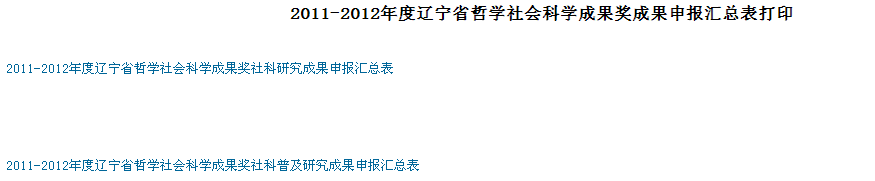 2011-2012年度辽宁省哲学社会科学成果奖成果申报汇总表打印
2011-2012年度辽宁省哲学社会科学成果奖社科研究成果申报汇总表
2011-2012年度辽宁省哲学社会科学成果奖社科普及研究成果申报汇总表